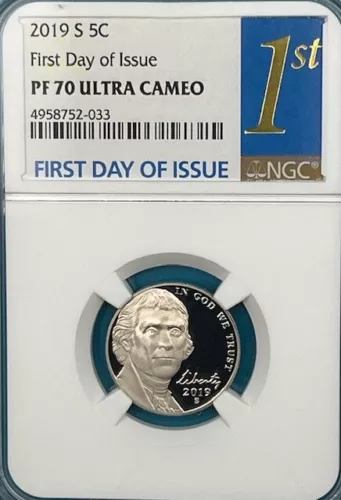 2019 S 5C
First Day of Issue
PF 70 ULTRA CAMEO
4958752-033
FIRST DAY OF ISSUE
1st
NGC®
IN GOD WE TRUST
Liberty
2019
S